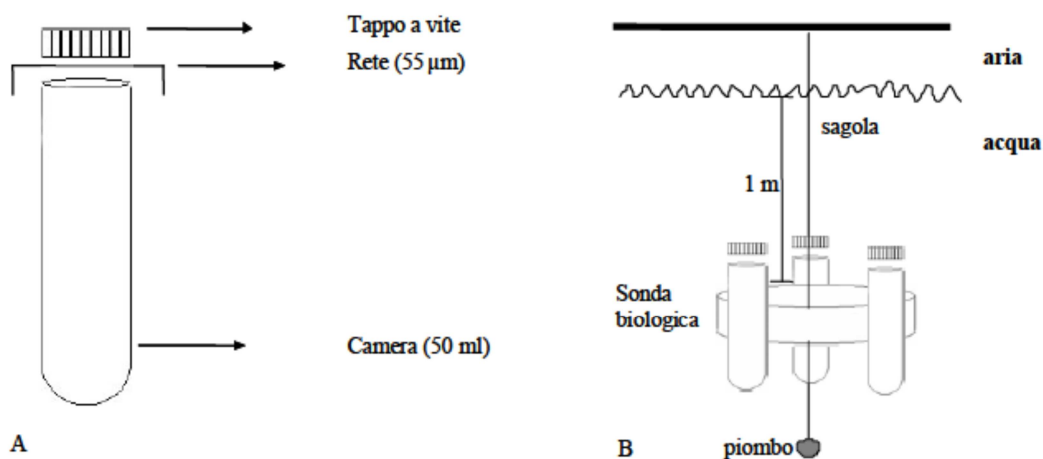 Tappo a vite
Rete (55 μm)
Camera (50 ml)
A
aria
sagola
acqua
1 m
Sonda
biologica
piombo
B